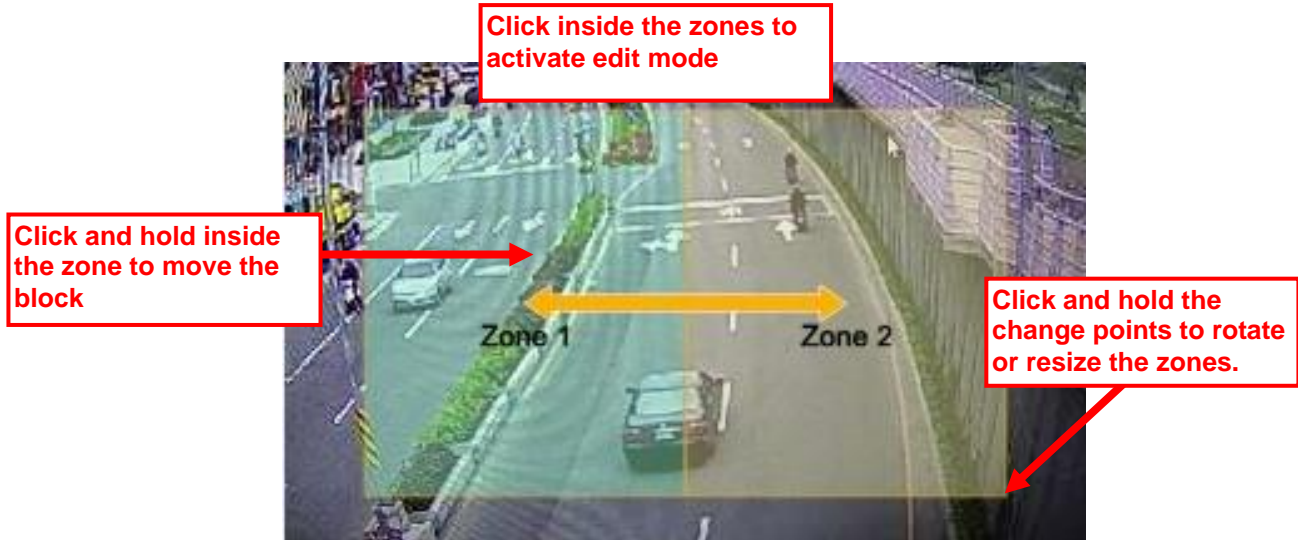 Click inside the zones to
activate edit mode
Click and hold inside
the zone to move the
block
Zone 1
Zone 2
Click and hold the
change points to rotate
or resize the zones.